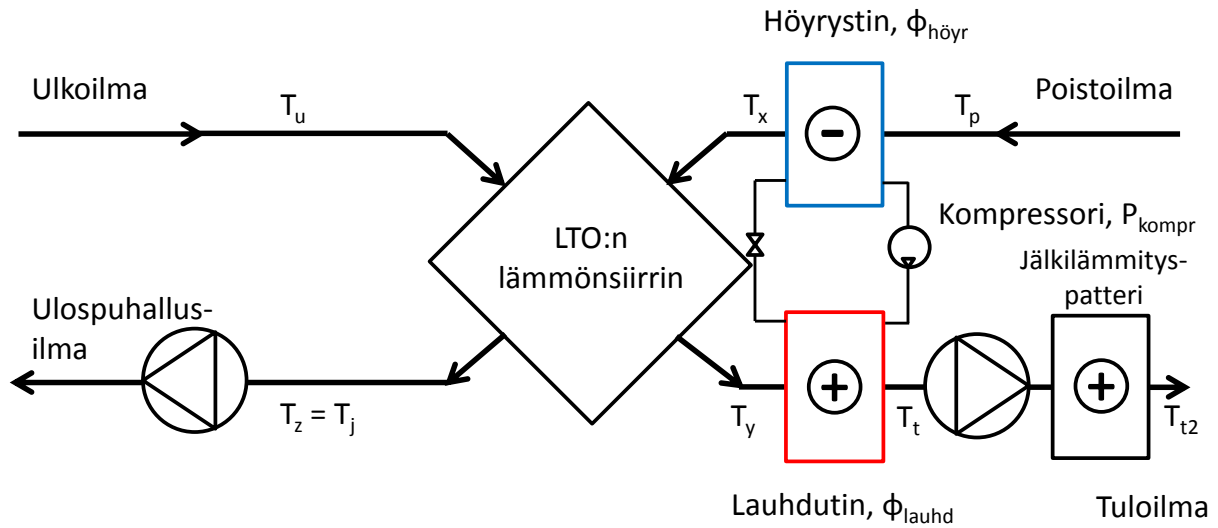 Höyrystin, ϕhöyr
Ulkoilma
Tu
Tx
Tp
Poistoilma
-
LTO:n
lämmönsiirrin
Kompressori, Pkompr
Jälkilämmitys-
patteri
Ulospuhallus-
ilma
+
+
Tz = Tj
Ty
Tt
Tt2
Lauhdutin, ϕlauhd
Tuloilma